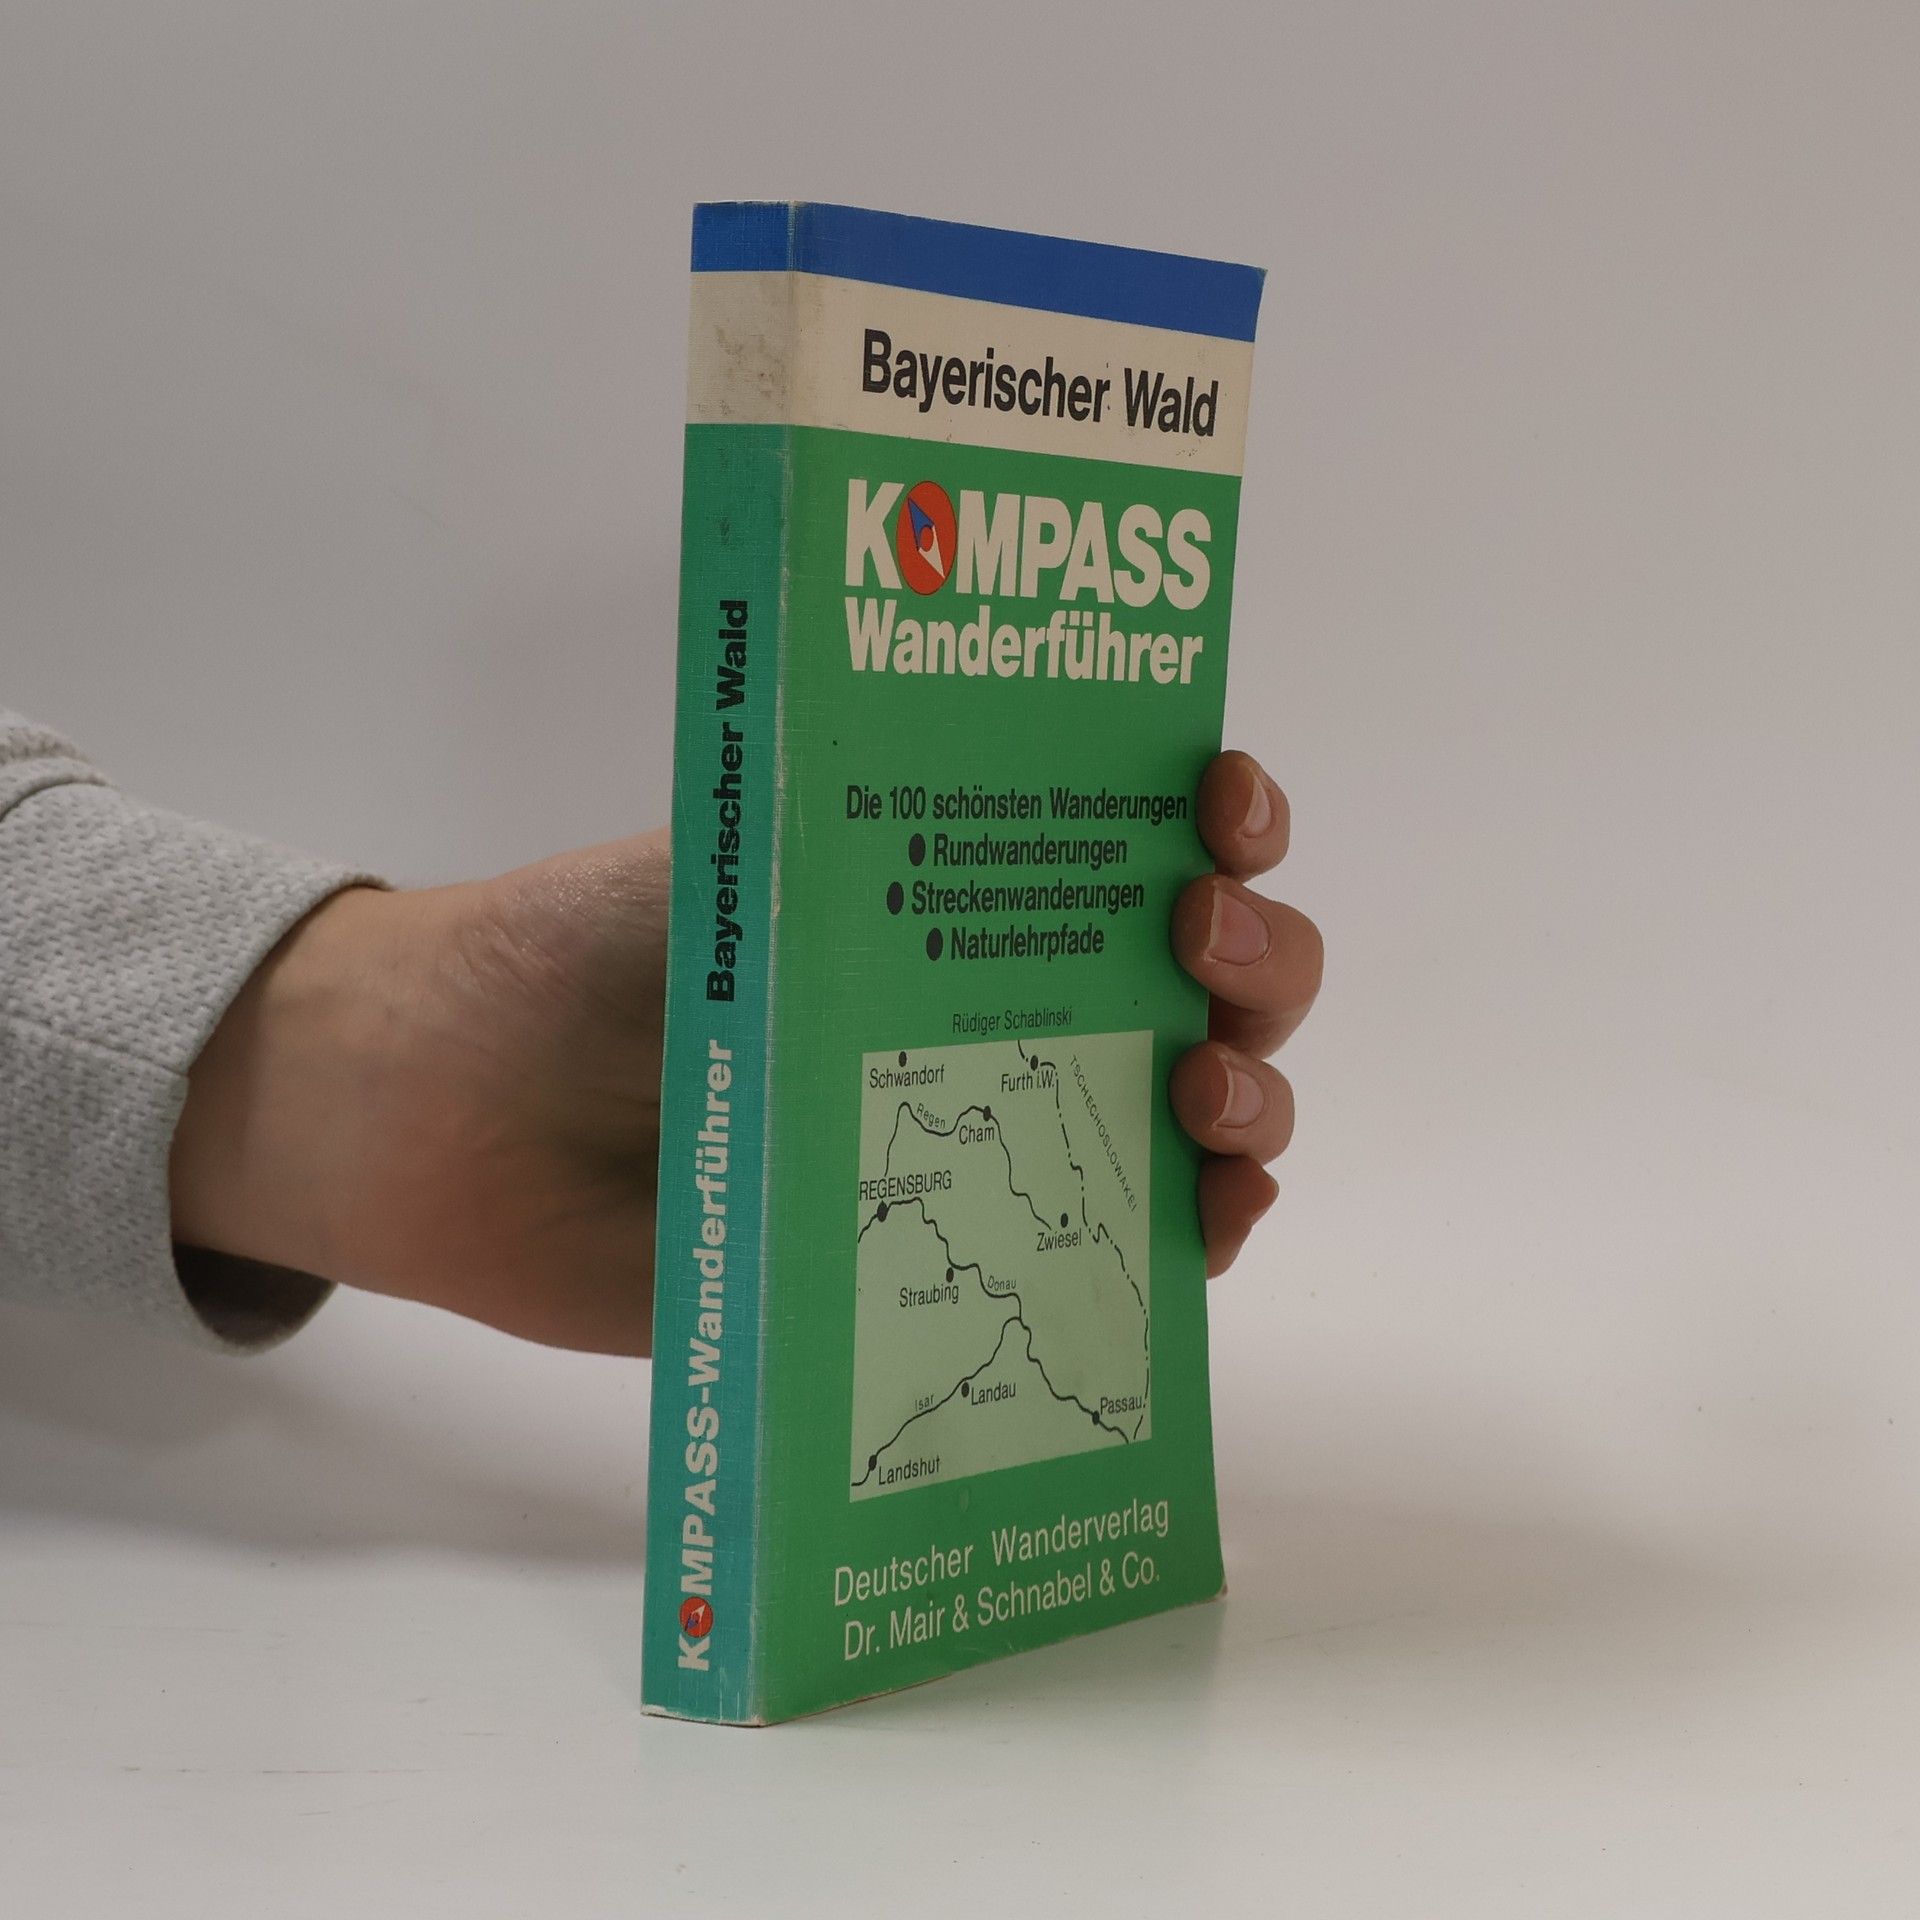 Bayerischer Wald
KOMPASS
Wanderführer
Die 100 schönsten Wanderungen
● Rundwanderungen
● Streckenwanderungen
● Naturlehrpfade
Rüdiger Schablinski
Schwandorf
Furth i.W.
TSCHECHOSLOWAKEI
Regen
Cham
REGENSBURG
Zwiesel
Straubing
Donau
Isar
Landau
Passau
Landshut
Deutscher Wanderverlag
Dr. Mair & Schnabel & Co.
KOMPASS-Wanderführer Bayerischer Wald